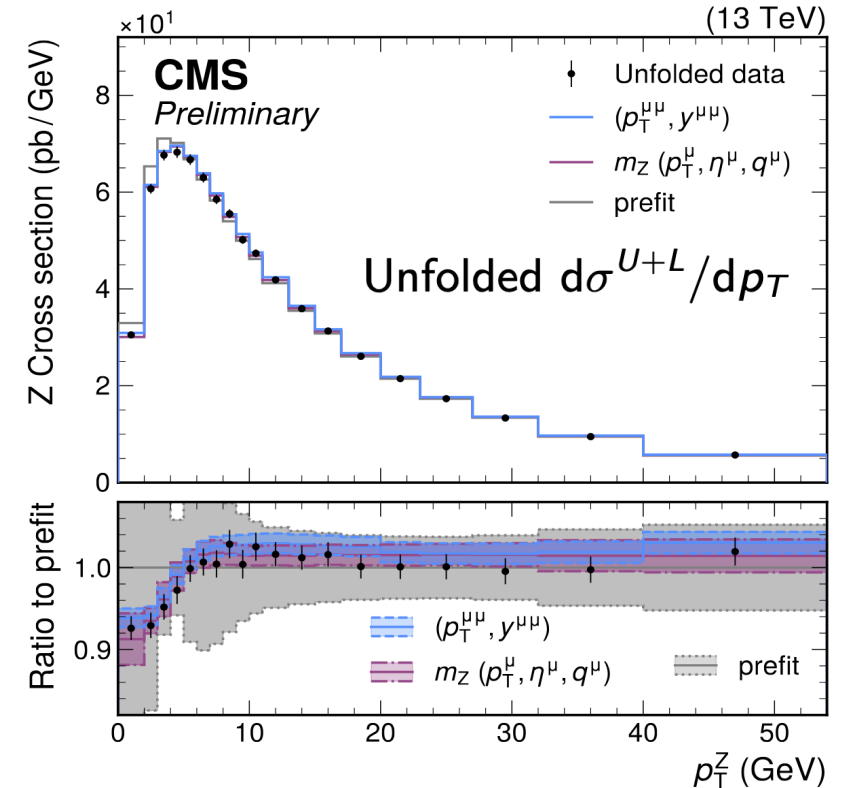 ×10¹ (13 TeV)
CMS
Preliminary
Unfolded data
(p_T^μμ, y^μμ)
m_Z (p_T^μ, η^μ, q^μ)
prefit
Unfolded dσ^{U+L}/dp_T
Z Cross section (pb/GeV)
8
6
4
2
0
Ratio to prefit
1.0
0.9
(p_T^μμ, y^μμ)
m_Z (p_T^μ, η^μ, q^μ)
prefit
0 10 20 30 40 50
p_T^Z (GeV)